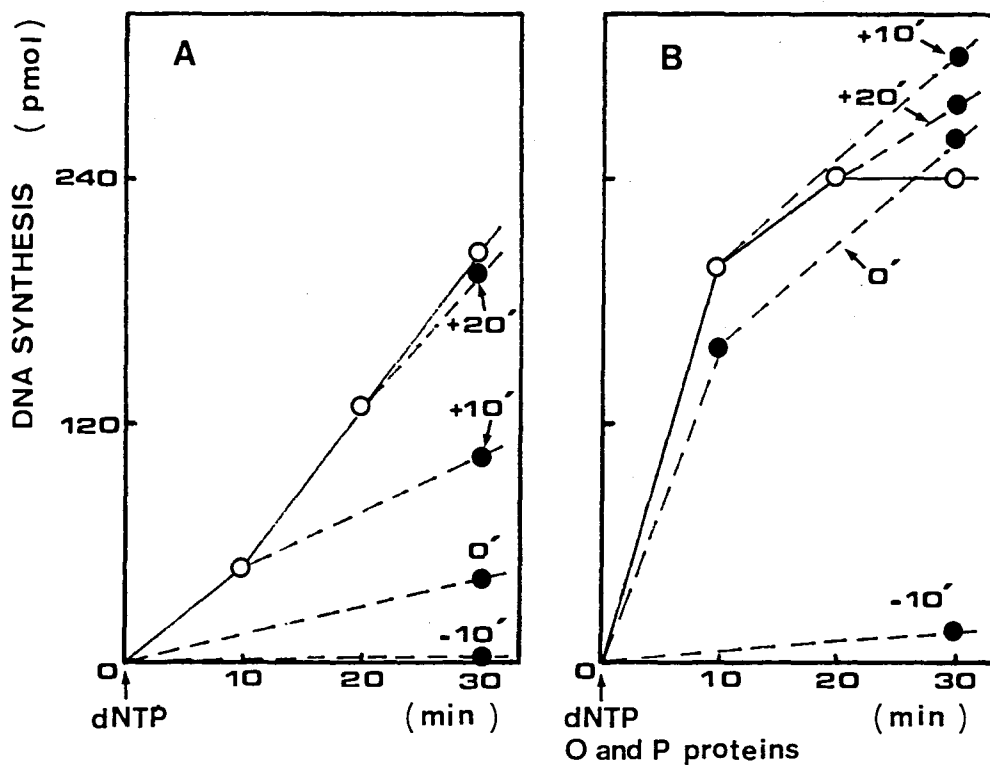 A
DNA SYNTHESIS (pmol)
240
120
0
10
20
30
+20´
+10´
0´
-10´
dNTP
(min)
B
+10´
+20´
0´
-10´
10
20
30
dNTP
(min)
O and P proteins